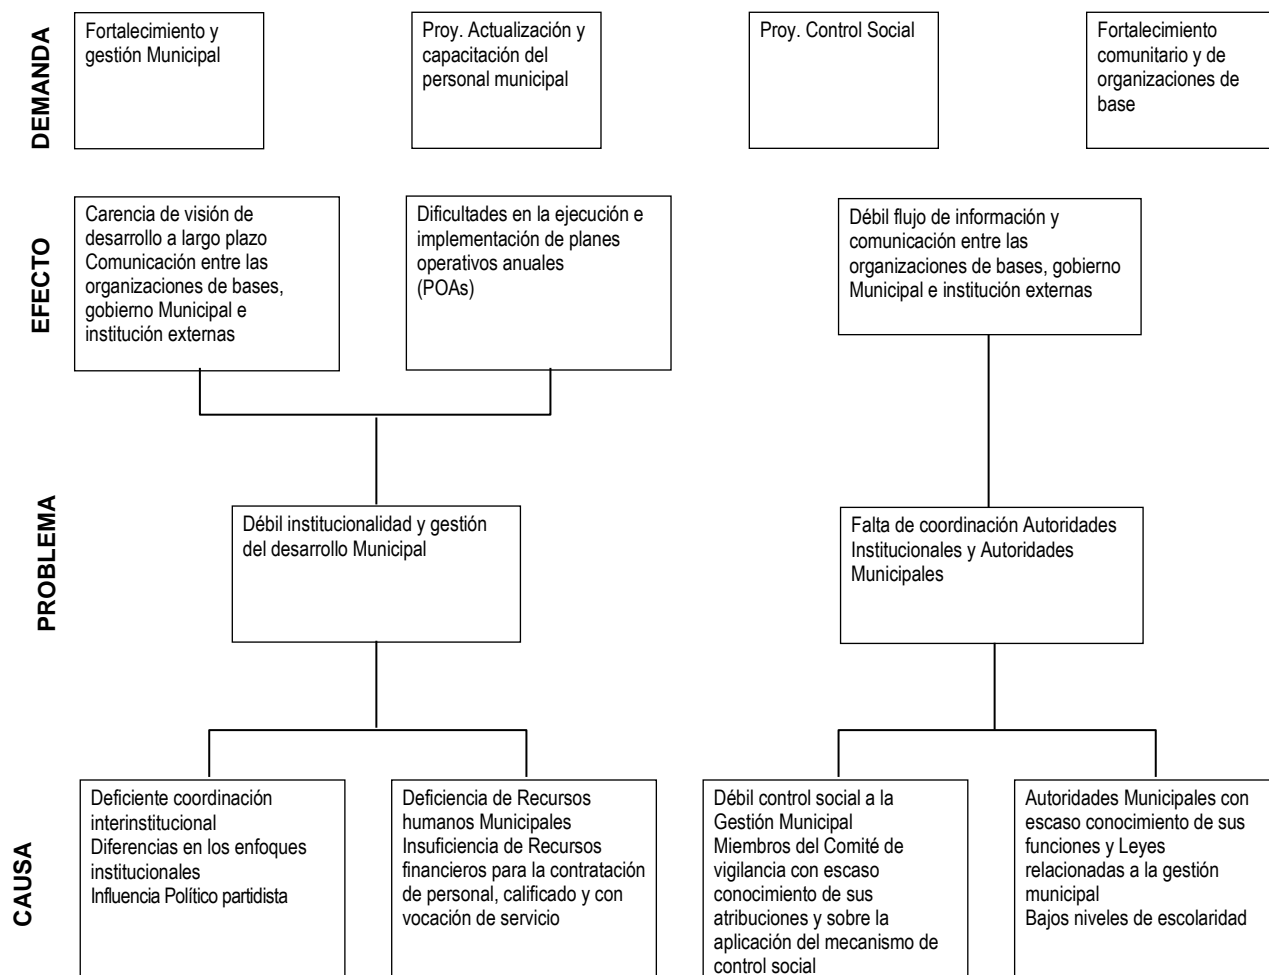 DEMANDA
Fortalecimiento y
gestión Municipal
Proy. Actualización y
capacitación del
personal municipal
Proy. Control Social
Fortalecimiento
comunitario y de
organizaciones de
base
EFECTO
Carencia de visión de
desarrollo a largo plazo
Comunicación entre las
organizaciones de bases,
gobierno Municipal e
institución externas
Dificultades en la ejecución e
implementación de planes
operativos anuales
(POAs)
Débil flujo de información y
comunicación entre las
organizaciones de bases, gobierno
Municipal e institución externas
PROBLEMA
Débil institucionalidad y gestión
del desarrollo Municipal
Falta de coordinación Autoridades
Institucionales y Autoridades
Municipales
CAUSA
Deficiente coordinación
interinstitucional
Diferencias en los enfoques
institucionales
Influencia Político partidista
Deficiencia de Recursos
humanos Municipales
Insuficiencia de Recursos
financieros para la contratación
de personal, calificado y con
vocación de servicio
Débil control social a la
Gestión Municipal
Miembros del Comité de
vigilancia con escaso
conocimiento de sus
atribuciones y sobre la
aplicación del mecanismo de
control social
Autoridades Municipales con
escaso conocimiento de sus
funciones y Leyes
relacionadas a la gestión
municipal
Bajos niveles de escolaridad